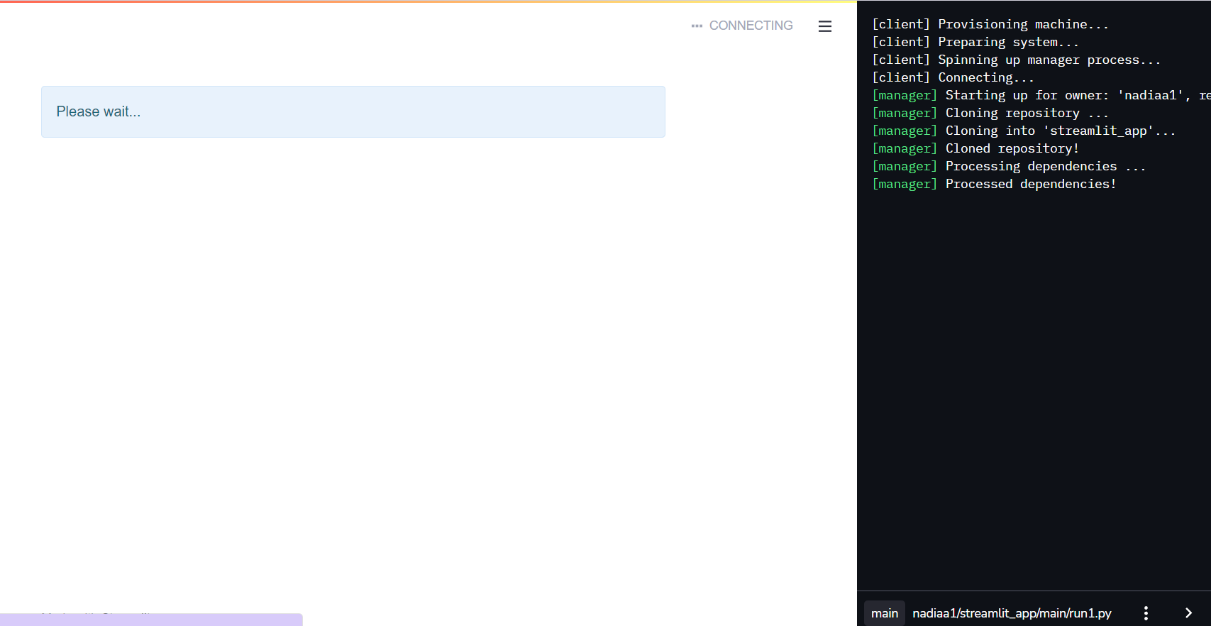 CONNECTING
Please wait...
[client] Provisioning machine...
[client] Preparing system...
[client] Spinning up manager process...
[client] Connecting...
[manager] Starting up for owner: 'nadiaa1', re
[manager] Cloning repository ...
[manager] Cloning into 'streamlit_app'...
[manager] Cloned repository!
[manager] Processing dependencies ...
[manager] Processed dependencies!
main nadiaa1/streamlit_app/main/run1.py